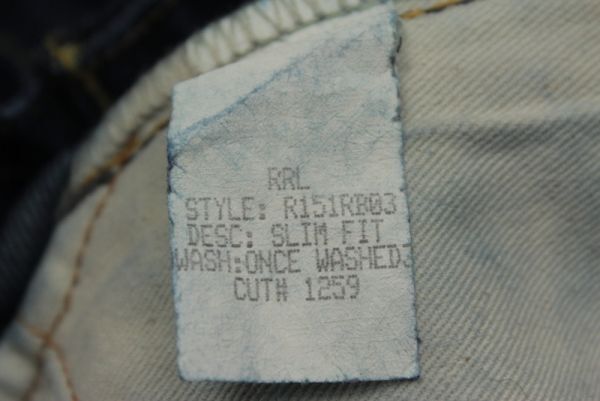 RRL
STYLE: R151RB03
DESC: SLIM FIT
WASH:ONCE WASHED
CUT# 1259